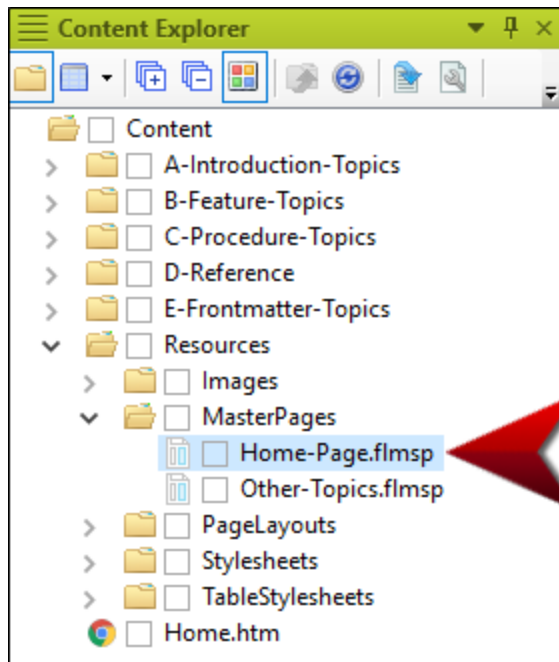 Content Explorer
Content
A-Introduction-Topics
B-Feature-Topics
C-Procedure-Topics
D-Reference
E-Frontmatter-Topics
Resources
Images
MasterPages
Home-Page.flmsp
Other-Topics.flmsp
PageLayouts
Stylesheets
TableStylesheets
Home.htm